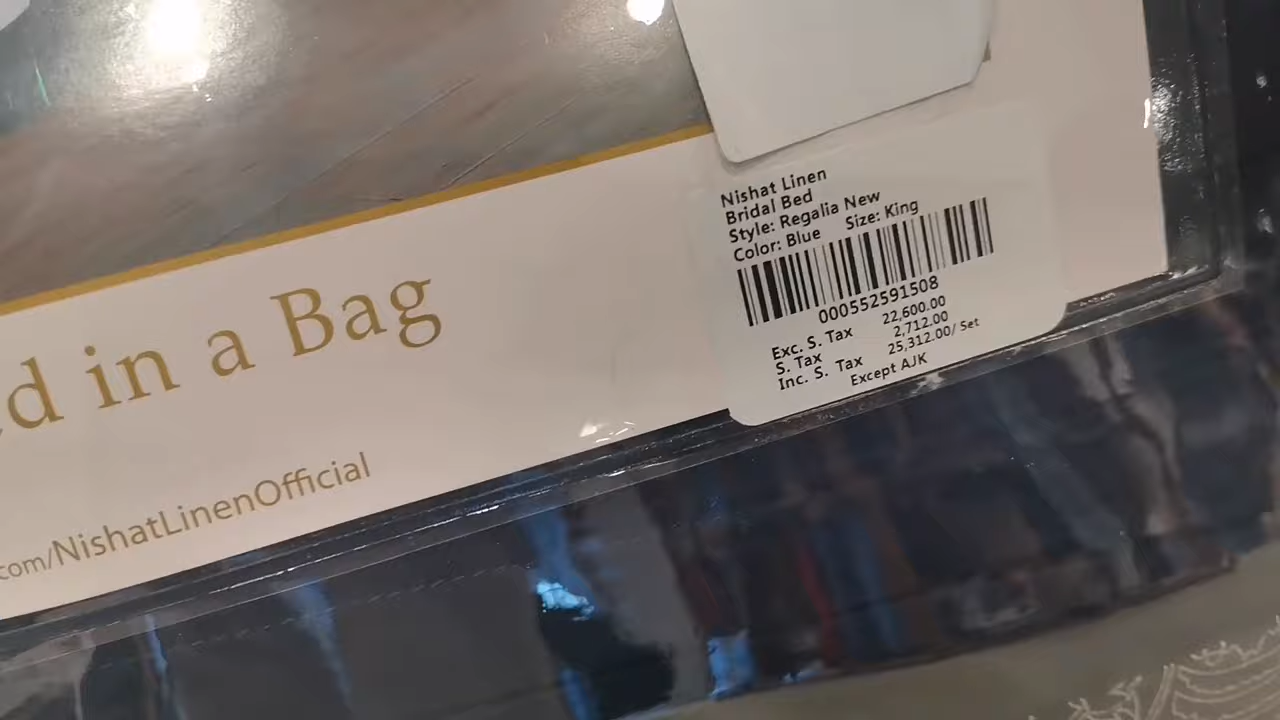 Nishat Linen
Bridal Bed
Style: Regalia New
Color: Blue Size: King
000552591508
Exc. S. Tax 22,600.00
S. Tax 2,712.00
Inc. S. Tax 25,312.00/ Set
Except AJK
d in a Bag
com/NishatLinenOfficial